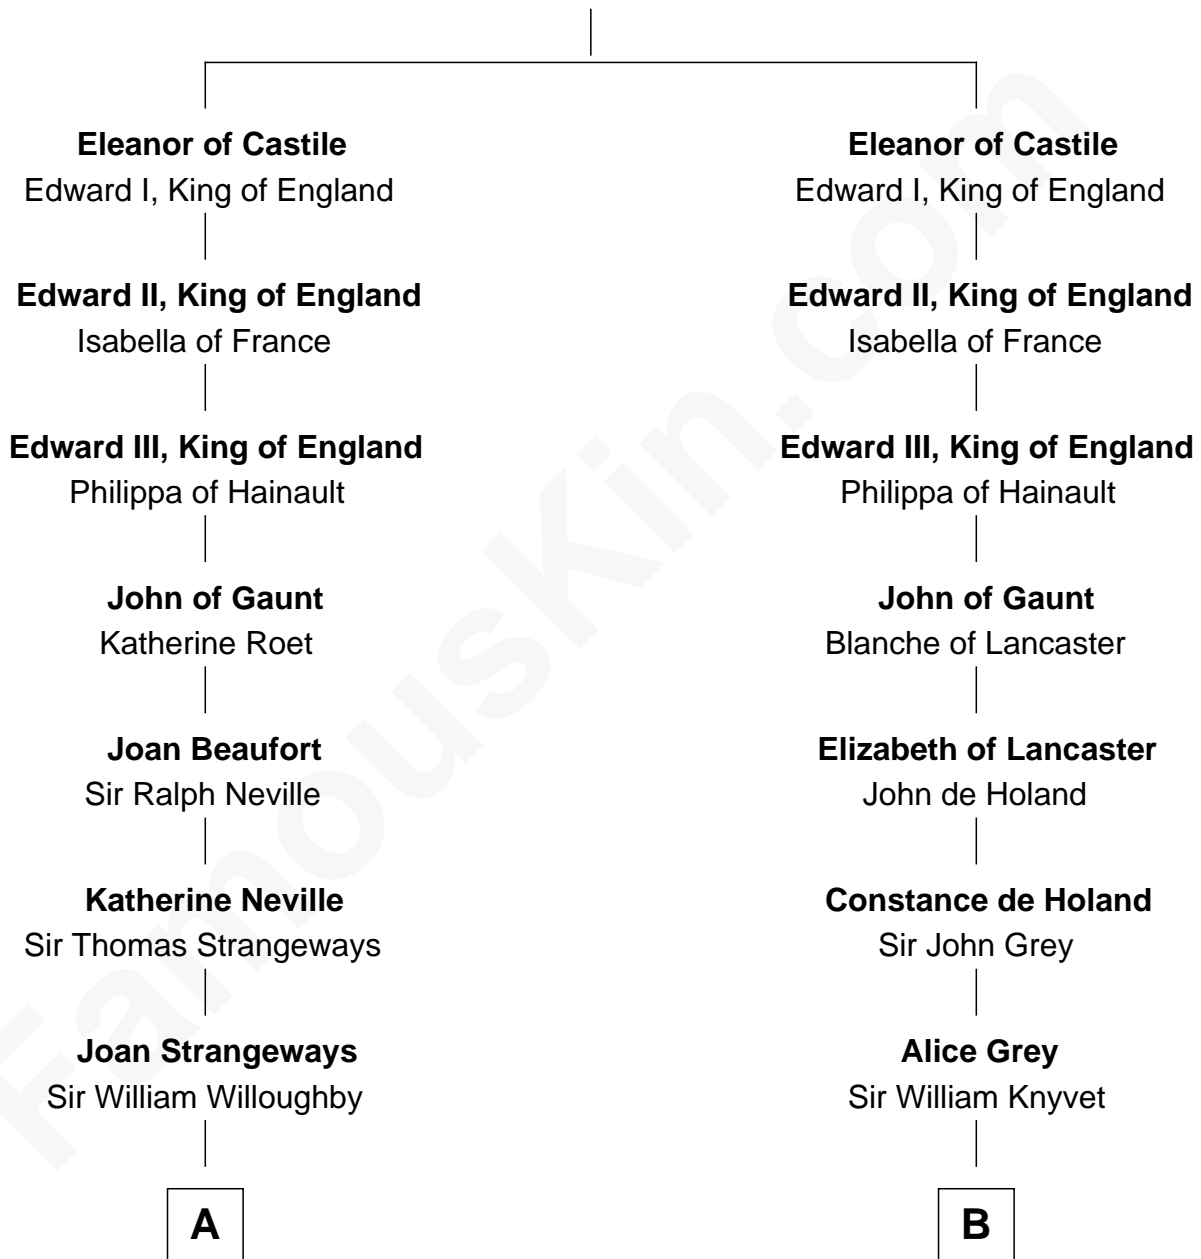 Eleanor of Castile
Edward I, King of England
Edward II, King of England
Isabella of France
Edward III, King of England
Philippa of Hainault
John of Gaunt
Katherine Roet
Joan Beaufort
Sir Ralph Neville
Katherine Neville
Sir Thomas Strangeways
Joan Strangeways
Sir William Willoughby
A
Eleanor of Castile
Edward I, King of England
Edward II, King of England
Isabella of France
Edward III, King of England
Philippa of Hainault
John of Gaunt
Blanche of Lancaster
Elizabeth of Lancaster
John de Holand
Constance de Holand
Sir John Grey
Alice Grey
Sir William Knyvet
B
FamousKin.com